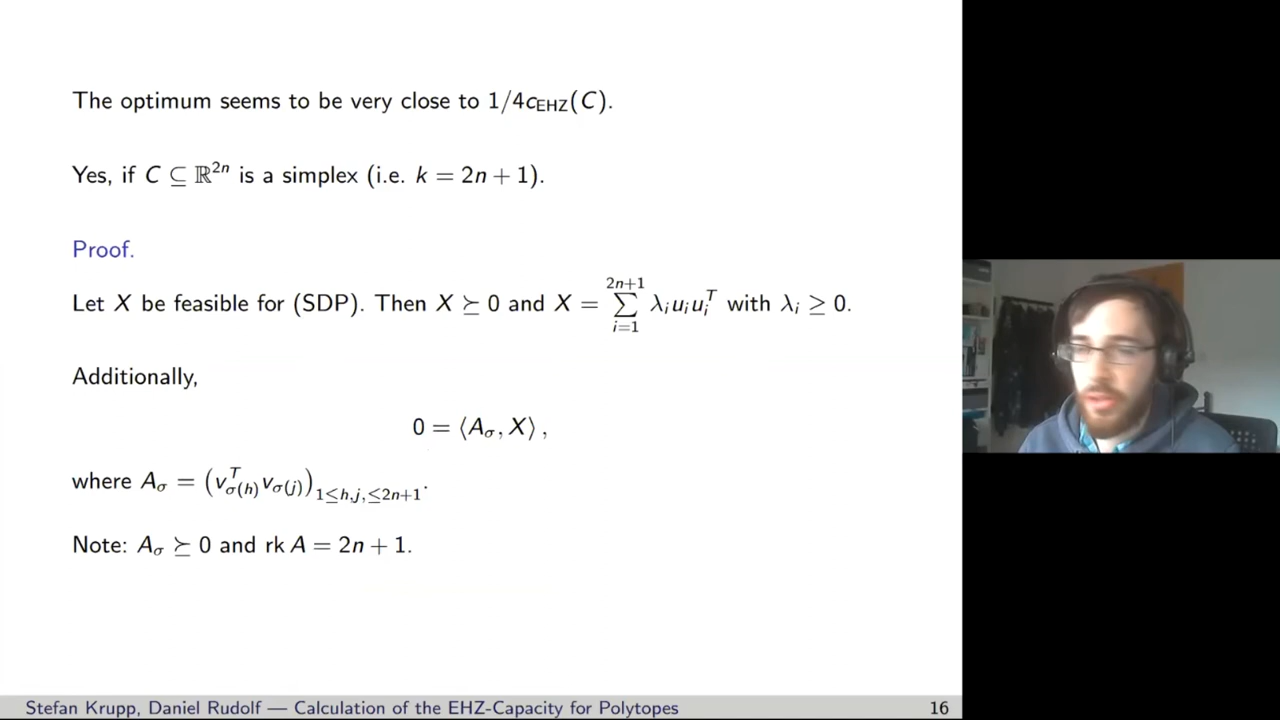 The optimum seems to be very close to 1/4c_EHZ(C).
Yes, if C ⊆ ℝ^{2n} is a simplex (i.e. k = 2n + 1).
Proof.
Let X be feasible for (SDP). Then X ⪰ 0 and X = ∑_{i=1}^{2n+1} λ_i u_i u_i^T with λ_i ≥ 0.
Additionally,
0 = ⟨A_σ, X⟩ ,
where A_σ = (v_{σ(h)}^T v_{σ(j)})_{1≤h,j,≤2n+1}.
Note: A_σ ⪰ 0 and rk A = 2n + 1.
Stefan Krupp, Daniel Rudolf — Calculation of the EHZ-Capacity for Polytopes 16